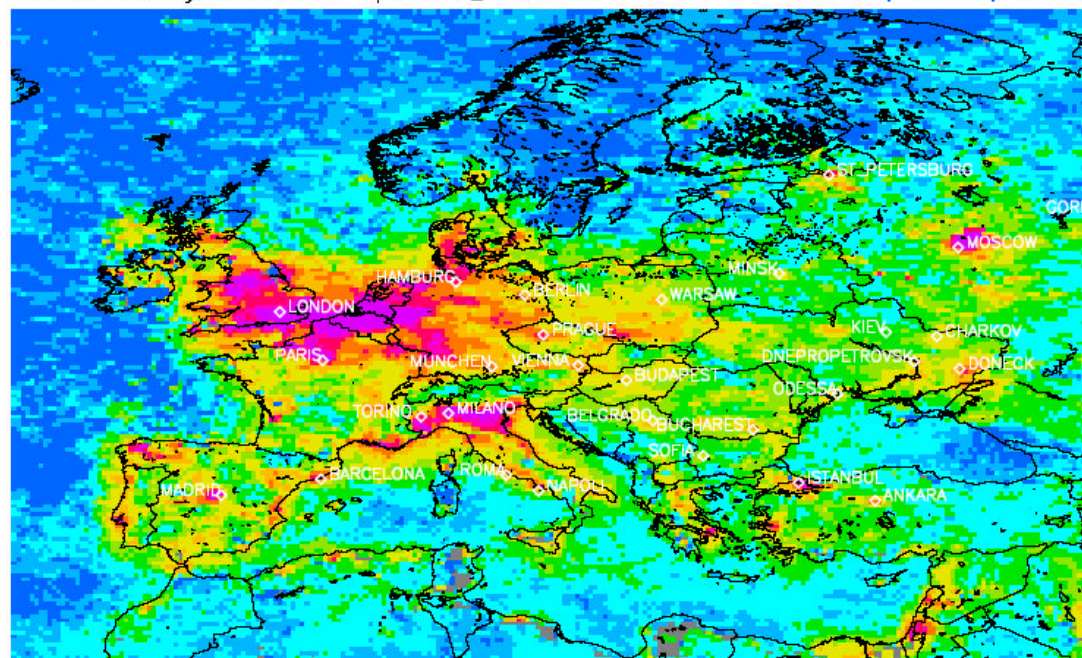 ST_PETERSBURG
GOR
MOSCOW
MINSK
HAMBURG
BERLIN
WARSAW
LONDON
PRAGUE
KIEV
CHARKOV
PARIS
MUNCHEN
VIENNA
DNEPROPETROVSK
DONECK
BUDAPEST
ODESSA
TORINO
MILANO
BELGRADO
BUCHAREST
SOFIA
ROMA
BARCELONA
NAPOLI
MADRID
ISTANBUL
ANKARA